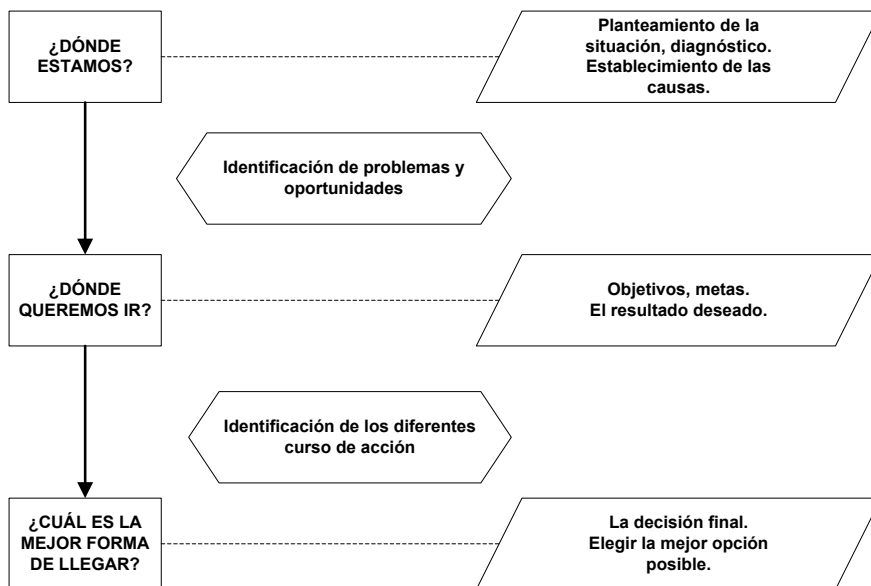 ¿DÓNDE
ESTAMOS?
Planteamiento de la
situación, diagnóstico.
Establecimiento de las
causas.
Identificación de problemas y
oportunidades
¿DÓNDE
QUEREMOS IR?
Objetivos, metas.
El resultado deseado.
Identificación de los diferentes
curso de acción
¿CUÁL ES LA
MEJOR FORMA
DE LLEGAR?
La decisión final.
Elegir la mejor opción
posible.